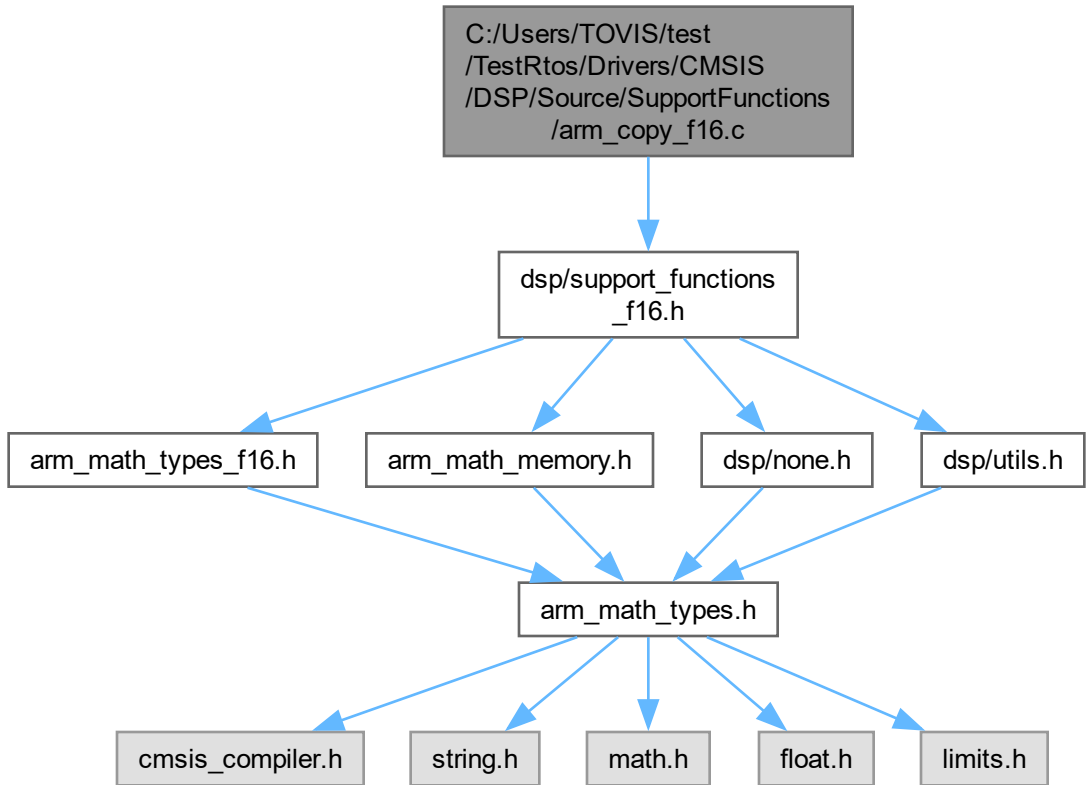 C:/Users/TOVIS/test
/TestRtos/Drivers/CMSIS
/DSP/Source/SupportFunctions
/arm_copy_f16.c
dsp/support_functions
_f16.h
arm_math_types_f16.h
arm_math_memory.h
dsp/none.h
dsp/utils.h
arm_math_types.h
cmsis_compiler.h
string.h
math.h
float.h
limits.h